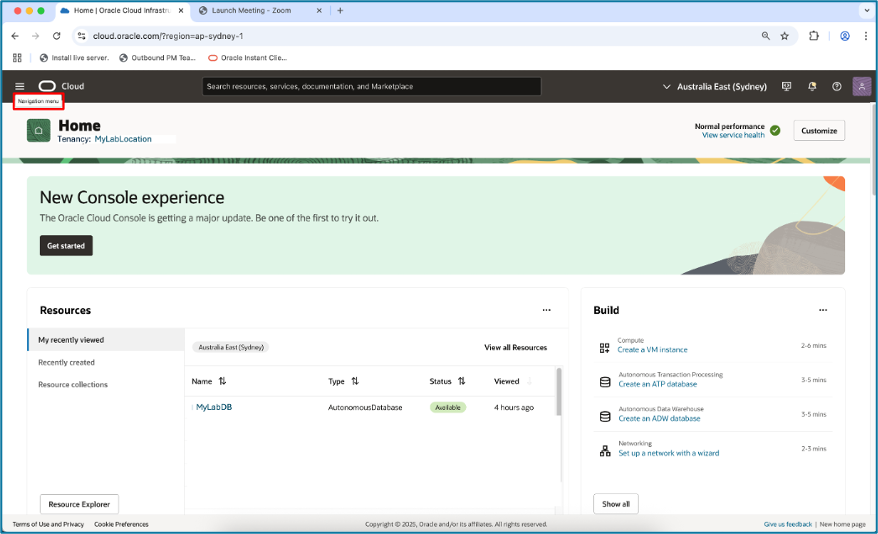 Home | Oracle Cloud Infrastru
Launch Meeting - Zoom
cloud.oracle.com/?region=ap-sydney-1
Install live server.
Outbound PM Tea...
Oracle Instant Clie...
Cloud
Search resources, services, documentation, and Marketplace
Australia East (Sydney)
Navigation menu
Home
Tenancy: MyLabLocation
Normal performance
View service health
Customize
New Console experience
The Oracle Cloud Console is getting a major update. Be one of the first to try it out.
Get started
Resources
My recently viewed
Recently created
Resource collections
Australia East (Sydney)
View all Resources
Name Type Status Viewed
MyLabDB AutonomousDatabase Available 4 hours ago
Resource Explorer
Build
Compute
Create a VM instance 2-6 mins
Autonomous Transaction Processing
Create an ATP database 3-5 mins
Autonomous Data Warehouse
Create an ADW database 3-5 mins
Networking
Set up a network with a wizard 2-3 mins
Show all
Terms of Use and Privacy Cookie Preferences Copyright © 2025, Oracle and/or its affiliates. All rights reserved. Give us feedback | New home page